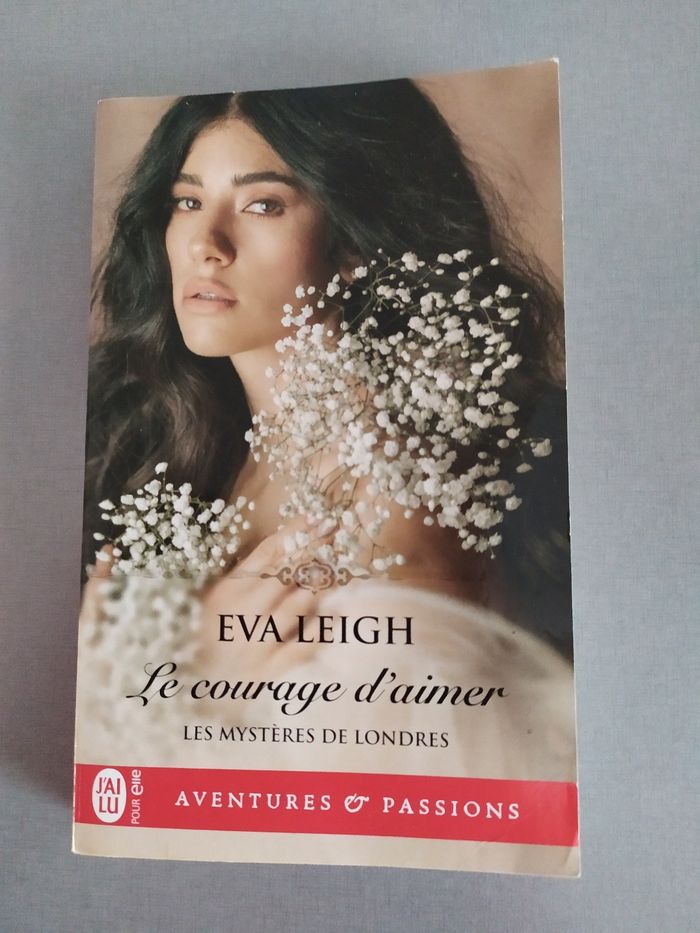 EVA LEIGH
Le courage d'aimer
LES MYSTÈRES DE LONDRES
J'AI
LU
POUR elle
AVENTURES & PASSIONS